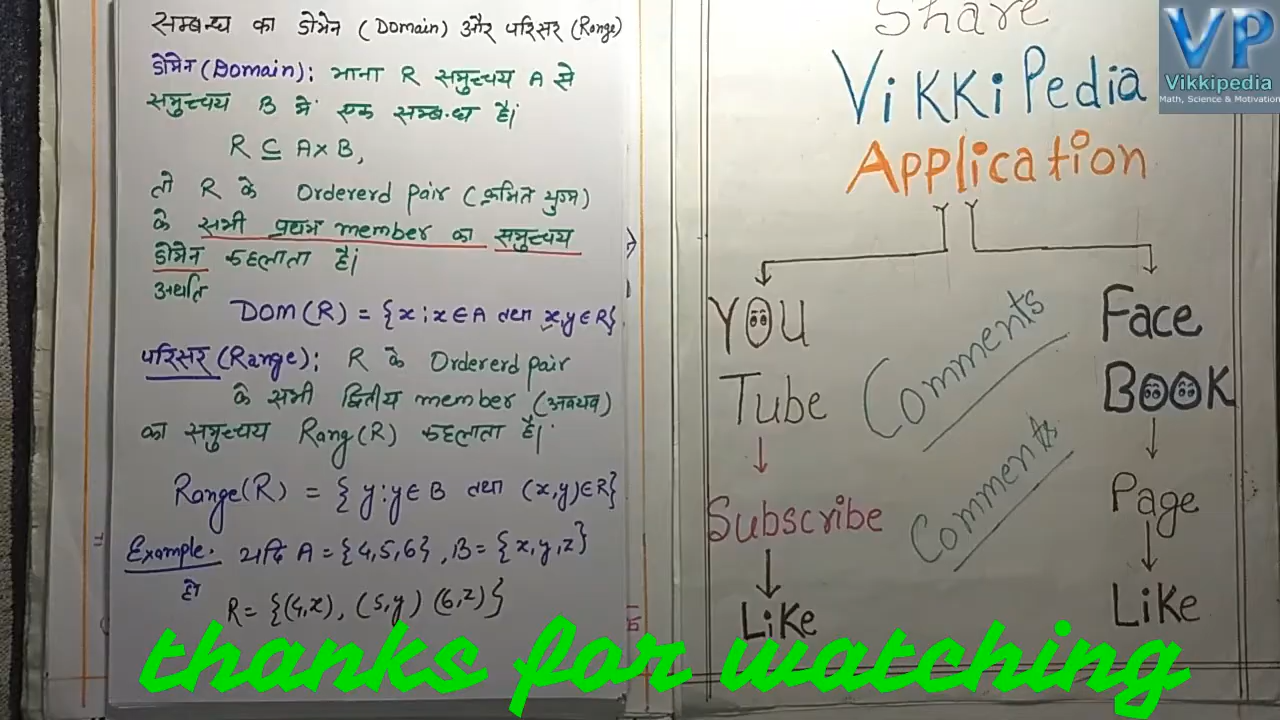 सम्बन्ध का डोमेन (Domain) और परिसर (Range)
डोमेन (Domain): माना R समुच्चय A से
समुच्चय B में एक सम्बन्ध है।
R ⊆ A×B,
तो R के Ordererd pair (क्रमित युग्म)
के सभी प्रथम member का समुच्चय
डोमेन कहलाता है।
अर्थात
DOM (R) = {x : x ∈ A तथा x,y ∈ R}
परिसर (Range): R के Ordererd pair
के सभी द्वितीय member (अवयव)
का समुच्चय Rang(R) कहलाता है।
Range(R) = { y : y ∈ B तथा (x,y) ∈ R}
Example. यदि A = {4,5,6}, B = {x,y,z}
हो
R = {(4,x), (5,y) (6,z)}
Share
ViKKiPedia
Application
YOU
Tube
Subscribe
LiKe
Comments
Comments
Face
BOOK
Page
LiKe
VP
Vikkipedia
Math, Science & Motivation
thanks for watching